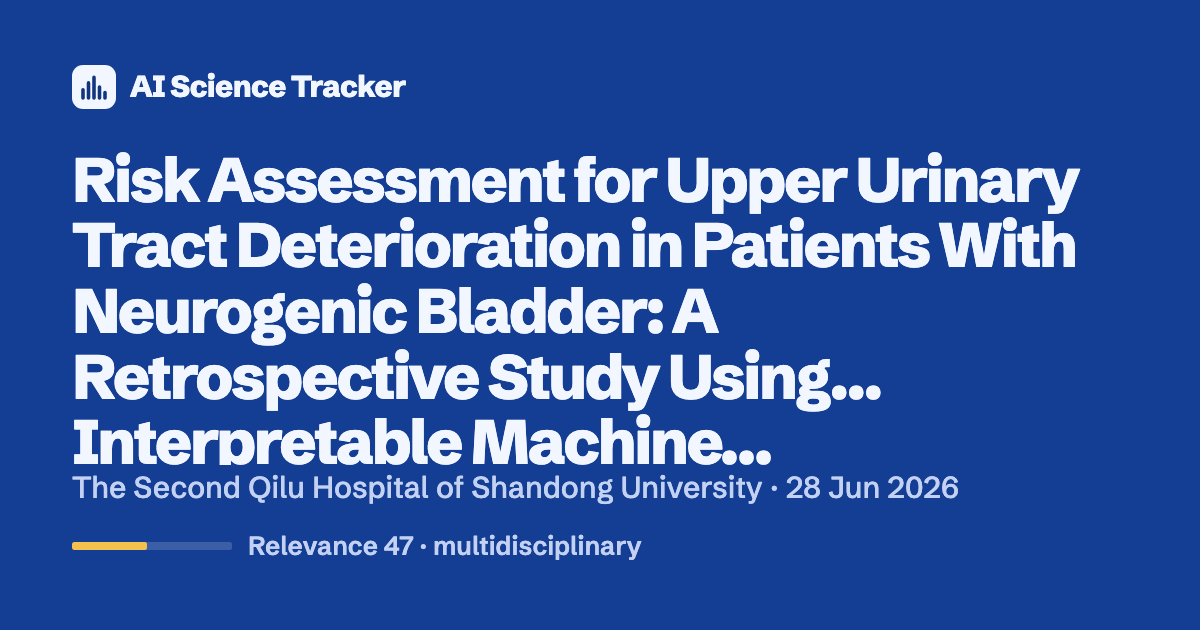 AI Science Tracker
Risk Assessment for Upper Urinary
Tract Deterioration in Patients With
Neurogenic Bladder: A
Retrospective Study Using...
Interpretable Machine...
The Second Qilu Hospital of Shandong University · 28 Jun 2026
Relevance 47 · multidisciplinary